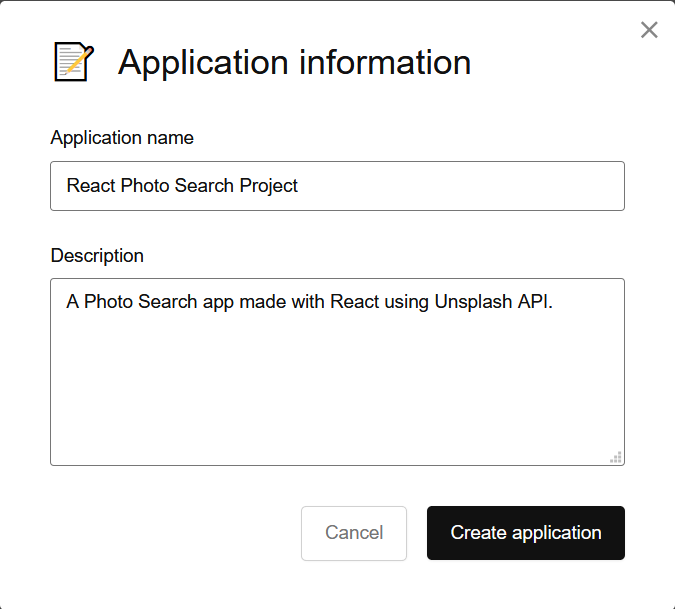 Application information
Application name
React Photo Search Project
Description
A Photo Search app made with React using Unsplash API.
Cancel
Create application